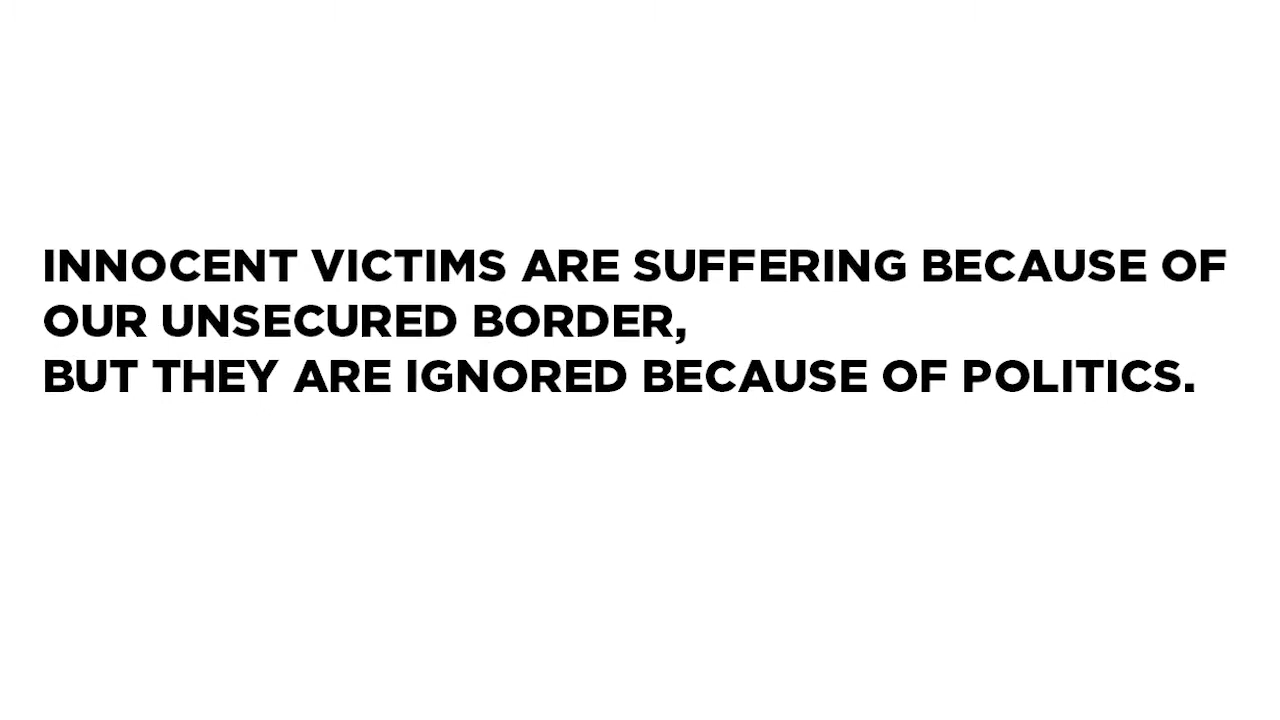 INNOCENT VICTIMS ARE SUFFERING BECAUSE OF
OUR UNSECURED BORDER,
BUT THEY ARE IGNORED BECAUSE OF POLITICS.